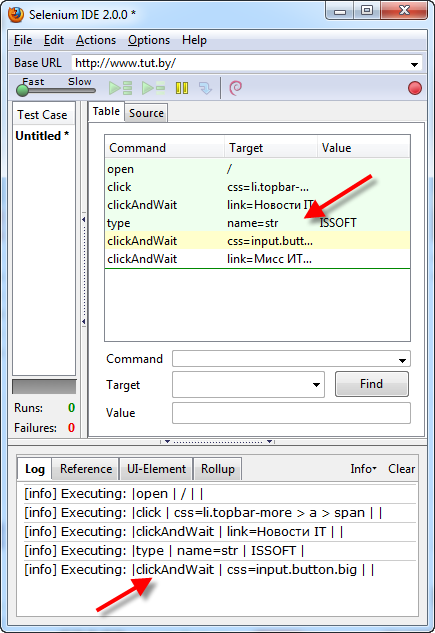 Selenium IDE 2.0.0 *
File Edit Actions Options Help
Base URL http://www.tut.by/
Fast Slow
Test Case
Untitled *
Table Source
Command Target Value
open /
click css=li.topbar-...
clickAndWait link=Новости IT
type name=str ISSOFT
clickAndWait css=input.butt...
clickAndWait link=Мисс ИТ...
Command
Target Find
Value
Runs: 0
Failures: 0
Log Reference UI-Element Rollup Info Clear
[info] Executing: |open | / | |
[info] Executing: |click | css=li.topbar-more > a > span | |
[info] Executing: |clickAndWait | link=Новости IT | |
[info] Executing: |type | name=str | ISSOFT |
[info] Executing: |clickAndWait | css=input.button.big | |